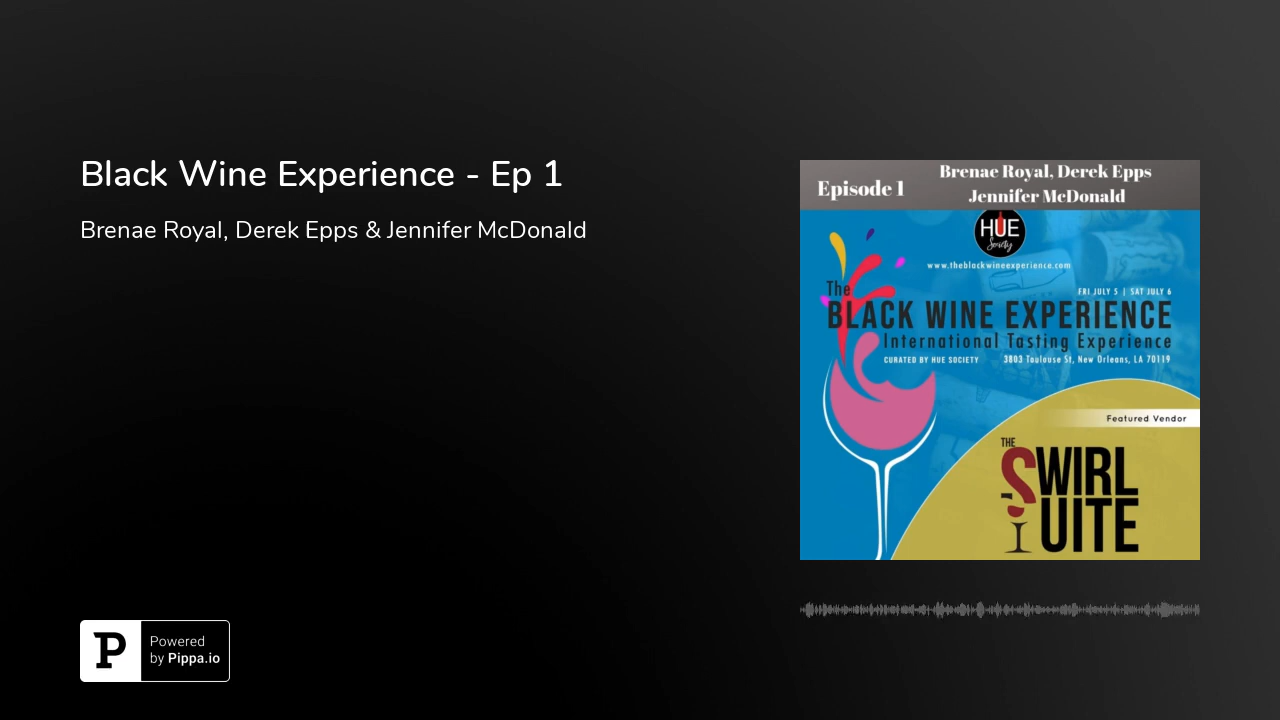 Black Wine Experience - Ep 1
Brenae Royal, Derek Epps & Jennifer McDonald
Episode 1
Brenae Royal, Derek Epps
Jennifer McDonald
HUE
Society
www.theblackwineexperience.com
The
FRI JULY 5 | SAT JULY 6
BLACK WINE EXPERIENCE
International Tasting Experience
CURATED BY HUE SOCIETY
3803 Toulouse St, New Orleans, LA 70119
Featured Vendor
THE
SWIRL
SUITE
P
Powered
by Pippa.io